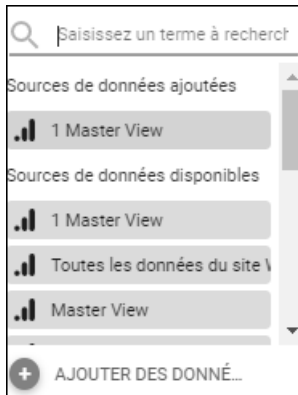 Saisissez un terme à recherch
Sources de données ajoutées
1 Master View
Sources de données disponibles
1 Master View
Toutes les données du site
Master View
AJOUTER DES DONNÉ...